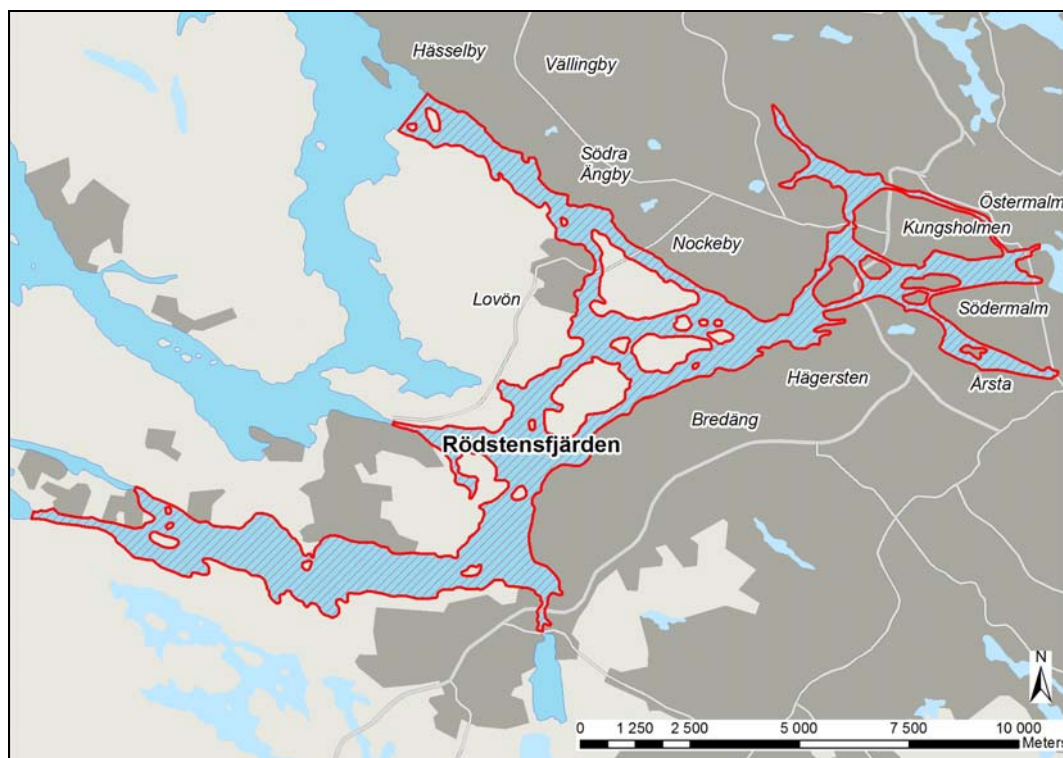 Hässelby
Vällingby
Södra
Ängby
Östermalm
Kungsholmen
Nockeby
Lovön
Södermalm
Hägersten
Årsta
Bredäng
Rödstensfjärden
N
0 1 250 2 500 5 000 7 500 10 000
Meters